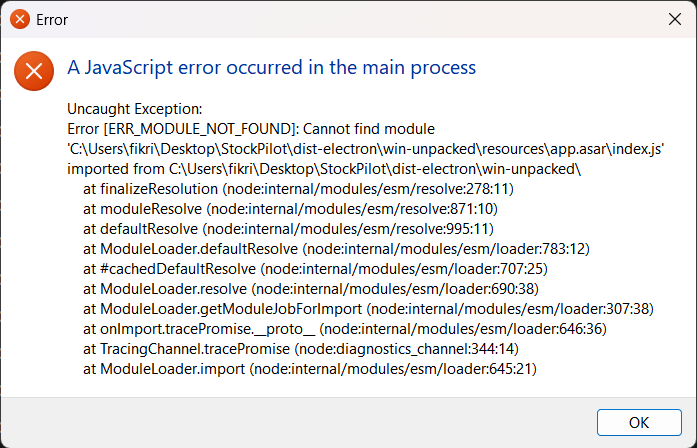 Error
A JavaScript error occurred in the main process
Uncaught Exception:
Error [ERR_MODULE_NOT_FOUND]: Cannot find module
'C:\Users\fikri\Desktop\StockPilot\dist-electron\win-unpacked\resources\app.asar\index.js'
imported from C:\Users\fikri\Desktop\StockPilot\dist-electron\win-unpacked\
at finalizeResolution (node:internal/modules/esm/resolve:278:11)
at moduleResolve (node:internal/modules/esm/resolve:871:10)
at defaultResolve (node:internal/modules/esm/resolve:995:11)
at ModuleLoader.defaultResolve (node:internal/modules/esm/loader:783:12)
at #cachedDefaultResolve (node:internal/modules/esm/loader:707:25)
at ModuleLoader.resolve (node:internal/modules/esm/loader:690:38)
at ModuleLoader.getModuleJobForImport (node:internal/modules/esm/loader:307:38)
at onImport.tracePromise.__proto__ (node:internal/modules/esm/loader:646:36)
at TracingChannel.tracePromise (node:diagnostics_channel:344:14)
at ModuleLoader.import (node:internal/modules/esm/loader:645:21)
OK